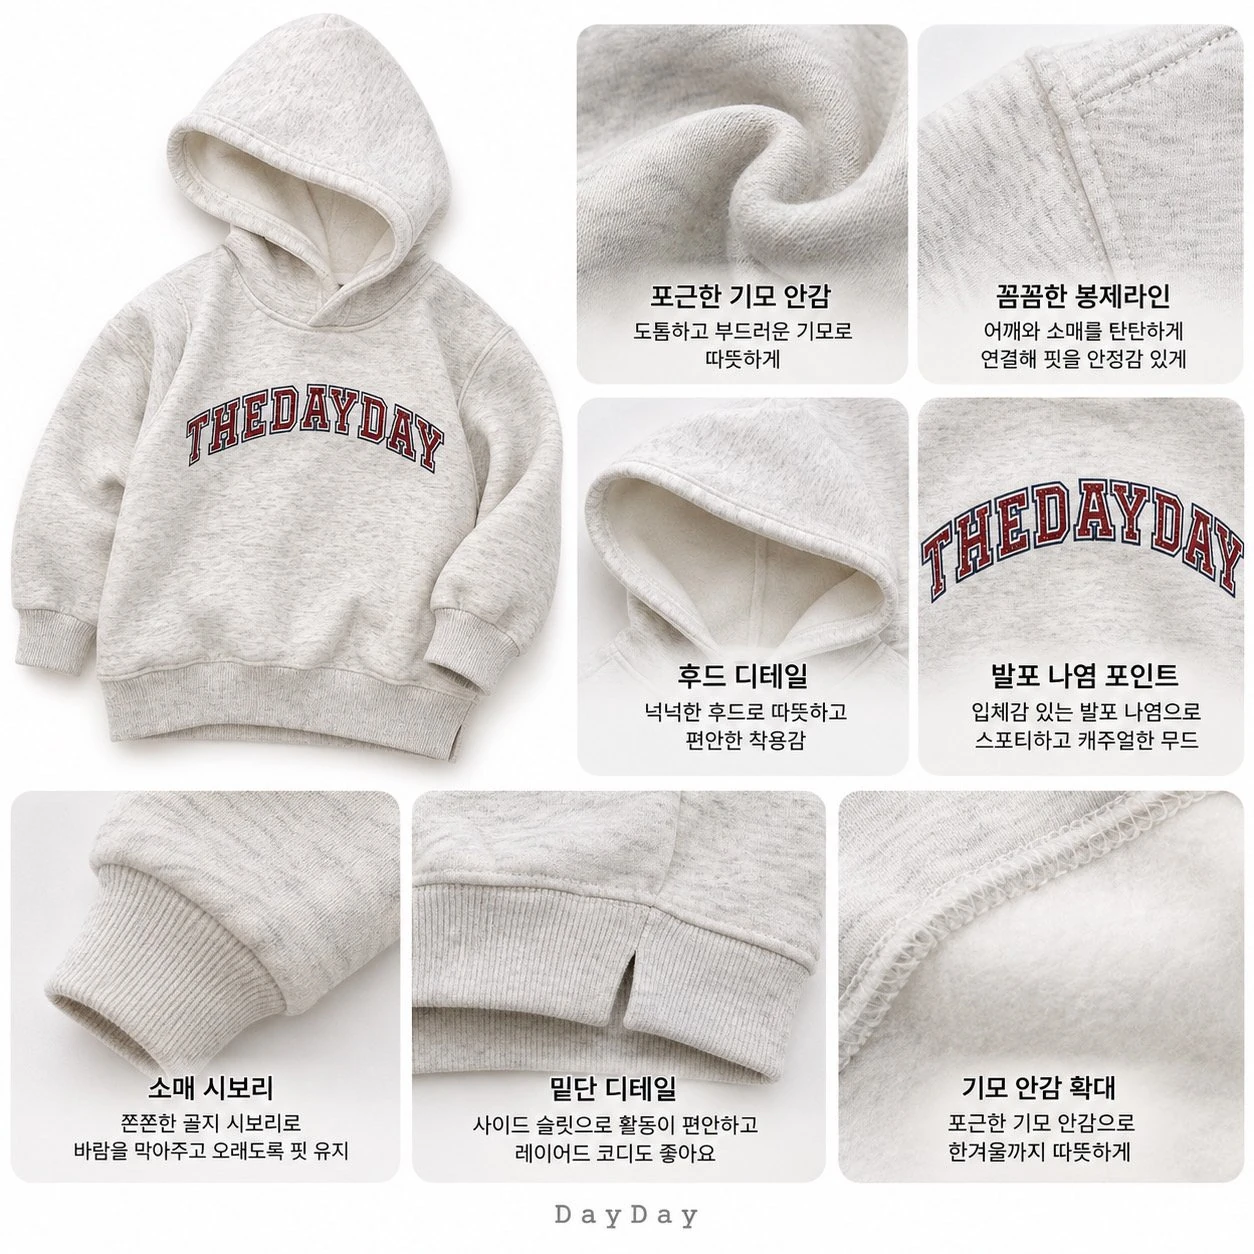 THEDAYDAY
포근한 기모 안감
도톰하고 부드러운 기모로
따뜻하게
꼼꼼한 봉제라인
어깨와 소매를 탄탄하게
연결해 핏을 안정감 있게
후드 디테일
넉넉한 후드로 따뜻하고
편안한 착용감
THEDAYDAY
발포 나염 포인트
입체감 있는 발포 나염으로
스포티하고 캐주얼한 무드
소매 시보리
쫀쫀한 골지 시보리로
바람을 막아주고 오래도록 핏 유지
밑단 디테일
사이드 슬릿으로 활동이 편안하고
레이어드 코디도 좋아요
기모 안감 확대
포근한 기모 안감으로
한겨울까지 따뜻하게
DayDay